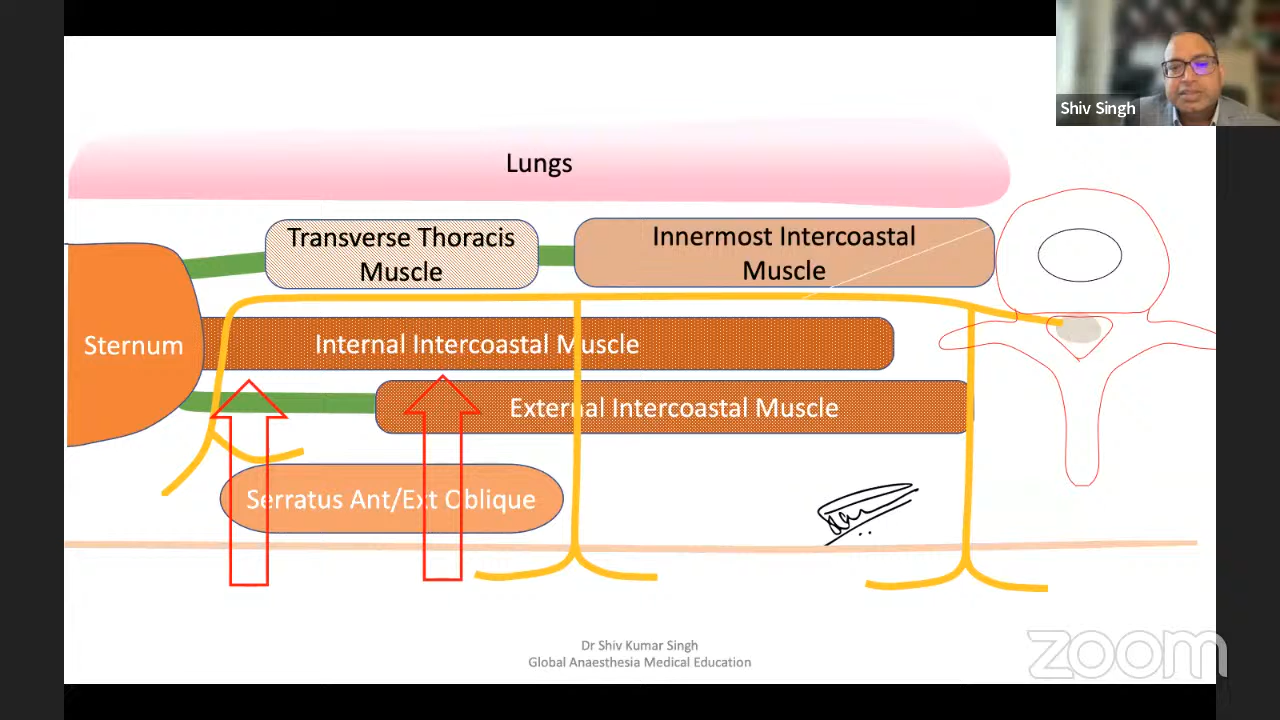 Shiv Singh
Lungs
Transverse Thoracis
Muscle
Innermost Intercoastal
Muscle
Sternum
Internal Intercoastal Muscle
External Intercoastal Muscle
Serratus Ant/Ext Oblique
Dr Shiv Kumar Singh
Global Anaesthesia Medical Education
zoom